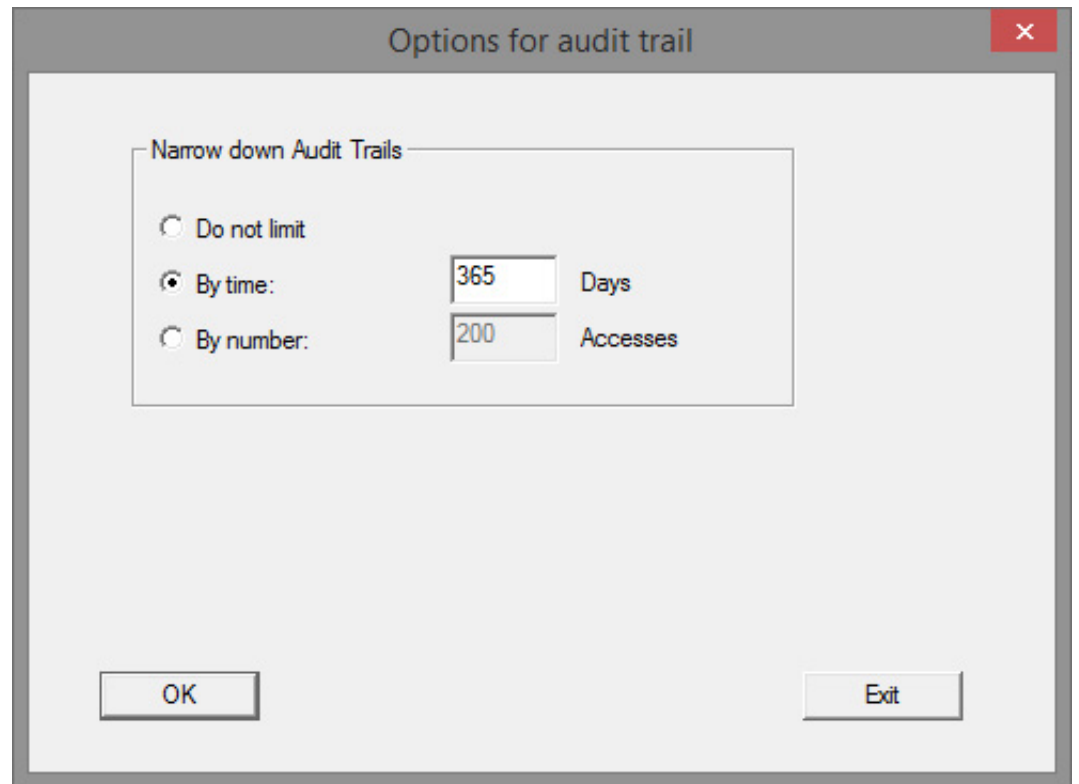 Options for audit trail
Narrow down Audit Trails
Do not limit
By time: 365 Days
By number: 200 Accesses
OK Exit